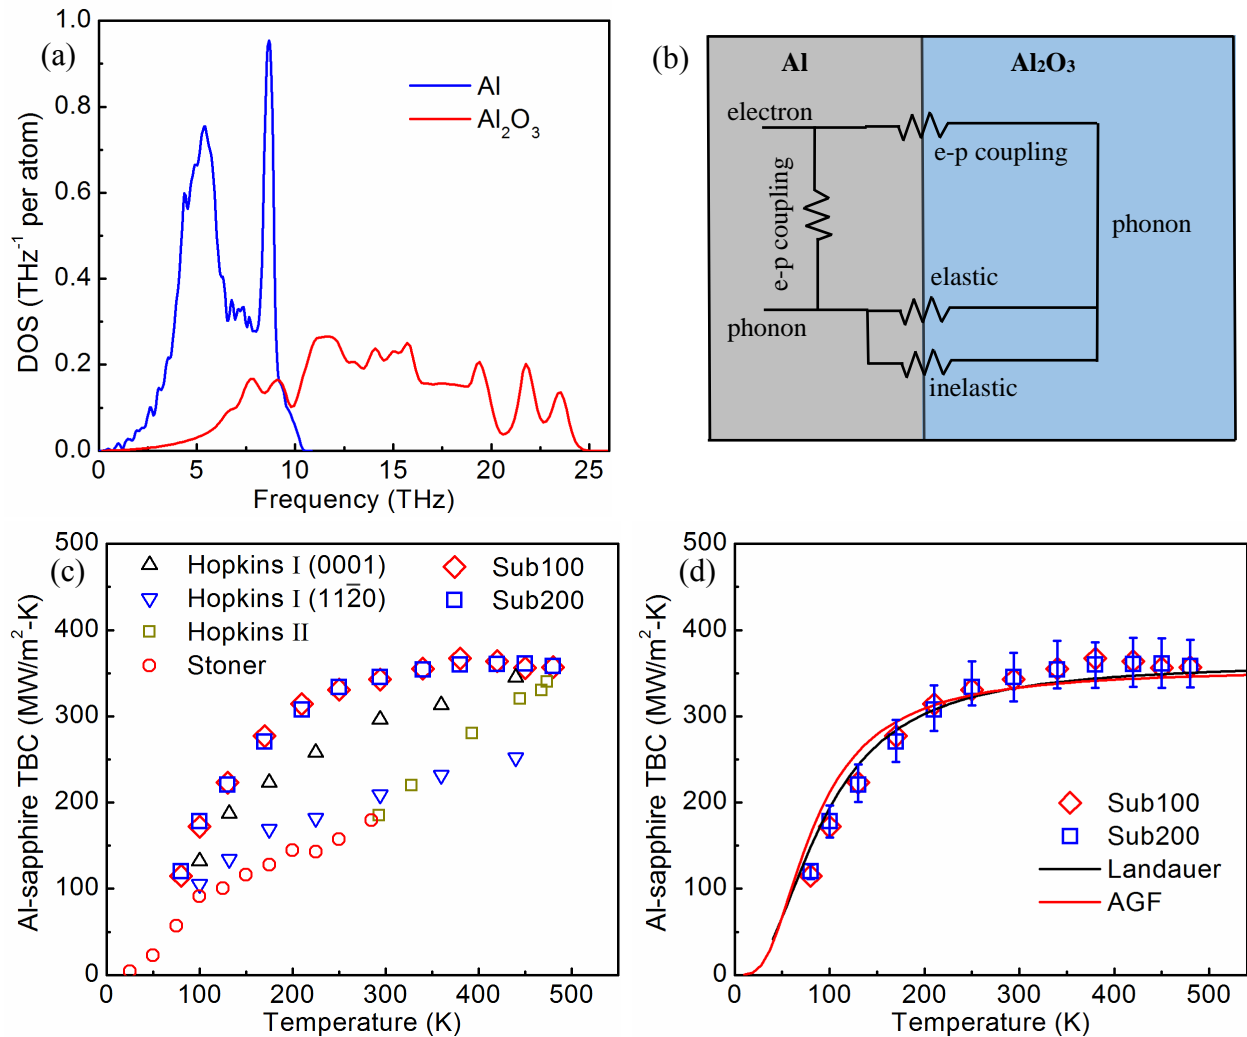 (a)
Al
Al2O3
DOS (THz-1 per atom)
1.0
0.8
0.6
0.4
0.2
0.0
0 5 10 15 20 25
Frequency (THz)
(b)
Al Al2O3
electron
e-p coupling
e-p coupling
phonon
elastic
phonon
inelastic
(c)
Hopkins I (0001)
Hopkins I (112̅0)
Hopkins II
Stoner
Sub100
Sub200
Al-sapphire TBC (MW/m2-K)
500
400
300
200
100
0
0 100 200 300 400 500
Temperature (K)
(d)
Sub100
Sub200
Landauer
AGF
Al-sapphire TBC (MW/m2-K)
500
400
300
200
100
0
0 100 200 300 400 500
Temperature (K)